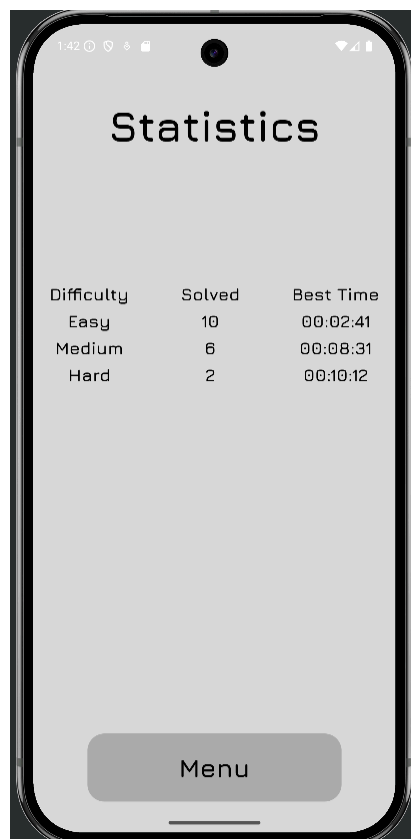 1:42
Statistics
Difficulty Solved Best Time
Easy 10 00:02:41
Medium 6 00:08:31
Hard 2 00:10:12
Menu